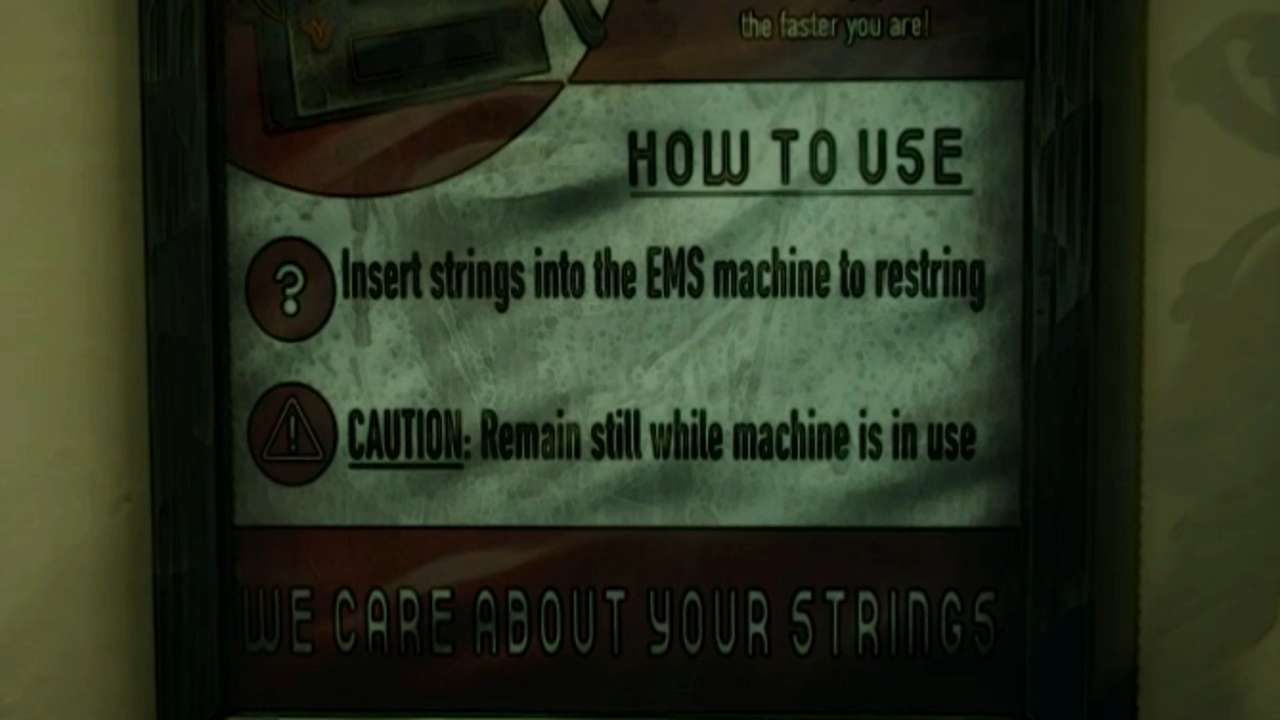 the faster you are!
HOW TO USE
? Insert strings into the EMS machine to restring
! CAUTION: Remain still while machine is in use
WE CARE ABOUT YOUR STRINGS